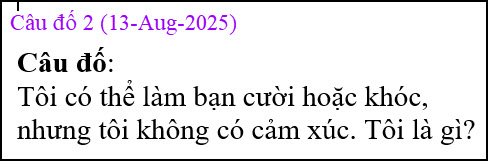 Câu đố 2 (13-Aug-2025)
Câu đố:
Tôi có thể làm bạn cười hoặc khóc,
nhưng tôi không có cảm xúc. Tôi là gì?